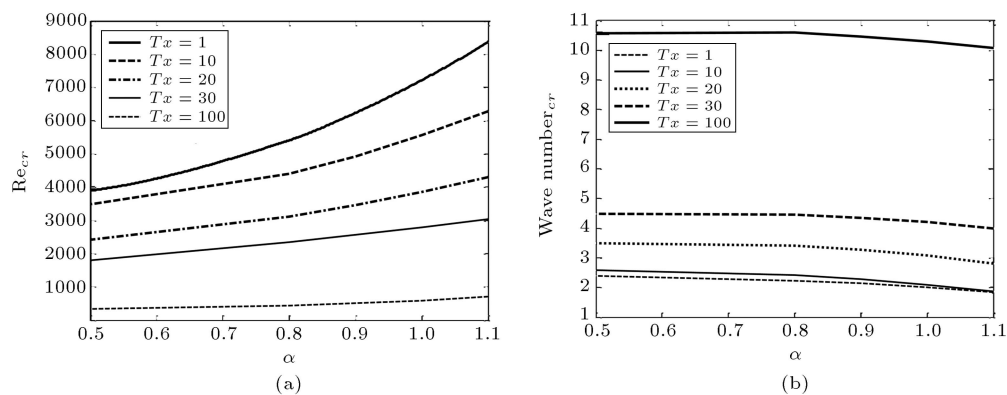 9000
8000
7000
6000
5000
4000
3000
2000
1000
Re_cr
Tx = 1
Tx = 10
Tx = 20
Tx = 30
Tx = 100
0.5 0.6 0.7 0.8 0.9 1.0 1.1
α
(a)
11
10
9
8
7
6
5
4
3
2
1
Wave number_cr
Tx = 1
Tx = 10
Tx = 20
Tx = 30
Tx = 100
0.5 0.6 0.7 0.8 0.9 1.0 1.1
α
(b)